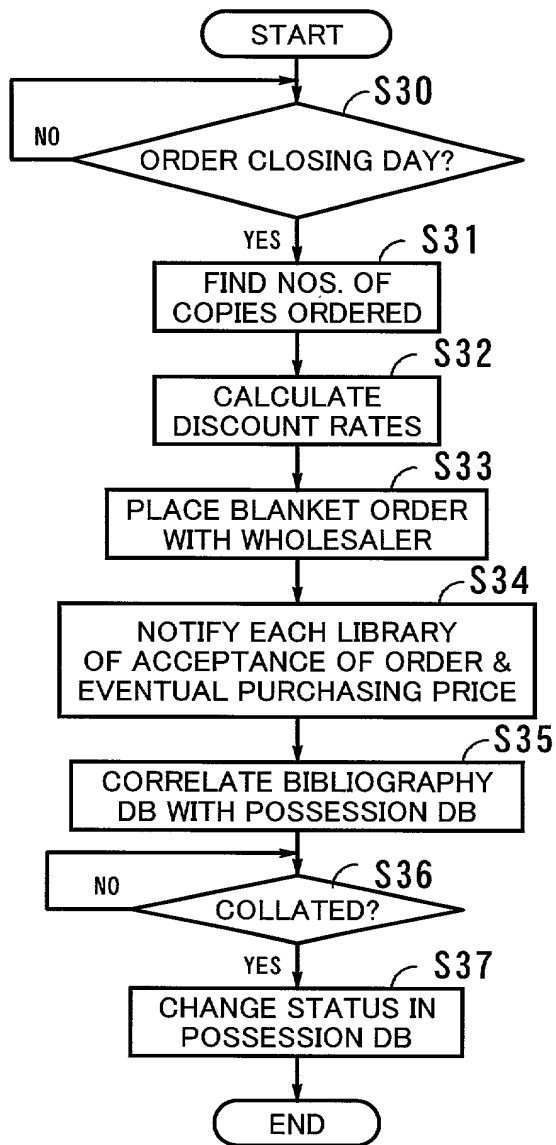 START
S30
NO
ORDER CLOSING DAY?
YES
S31
FIND NOS. OF
COPIES ORDERED
S32
CALCULATE
DISCOUNT RATES
S33
PLACE BLANKET ORDER
WITH WHOLESALER
S34
NOTIFY EACH LIBRARY
OF ACCEPTANCE OF ORDER &
EVENTUAL PURCHASING PRICE
S35
CORRELATE BIBLIOGRAPHY
DB WITH POSSESSION DB
S36
NO
COLLATED?
YES
S37
CHANGE STATUS IN
POSSESSION DB
END